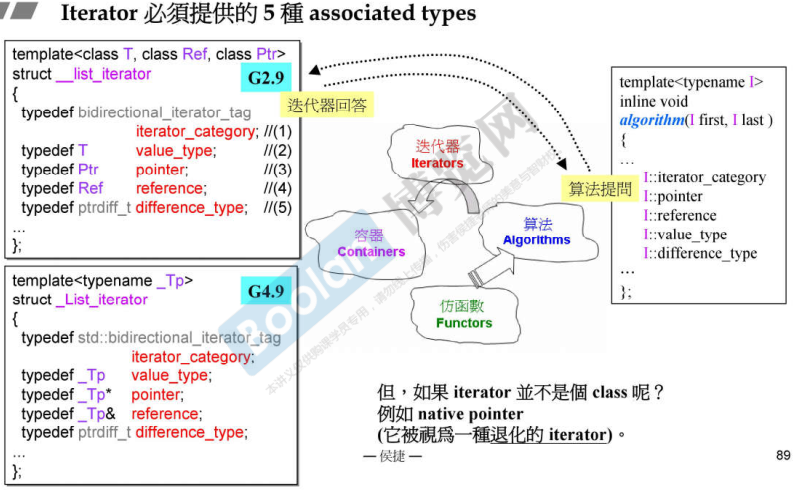 Iterator 必須提供的 5 種 associated types
template<class T, class Ref, class Ptr>
struct __list_iterator
G2.9
{
typedef bidirectional_iterator_tag
iterator_category; //(1)
typedef T value_type; //(2)
typedef Ptr pointer; //(3)
typedef Ref reference; //(4)
typedef ptrdiff_t difference_type; //(5)
...
};
迭代器回答
template<typename _Tp>
struct _List_iterator
G4.9
{
typedef std::bidirectional_iterator_tag
iterator_category;
typedef _Tp value_type;
typedef _Tp* pointer;
typedef _Tp& reference;
typedef ptrdiff_t difference_type;
...
};
迭代器
Iterators
容器
Containers
算法
Algorithms
仿函數
Functors
算法提問
template<typename I>
inline void
algorithm(I first, I last )
{
...
I::iterator_category
I::pointer
I::reference
I::value_type
I::difference_type
...
};
但，如果 iterator 並不是個 class 呢？
例如 native pointer
(它被視爲一種退化的 iterator)。
— 侯捷 —
89
Boolan 博览网